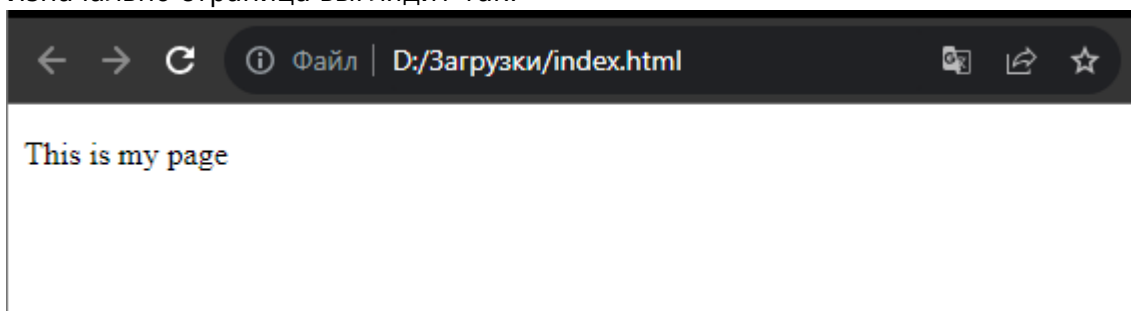 Изначально страница выглядит так:
Файл | D:/Загрузки/index.html
This is my page